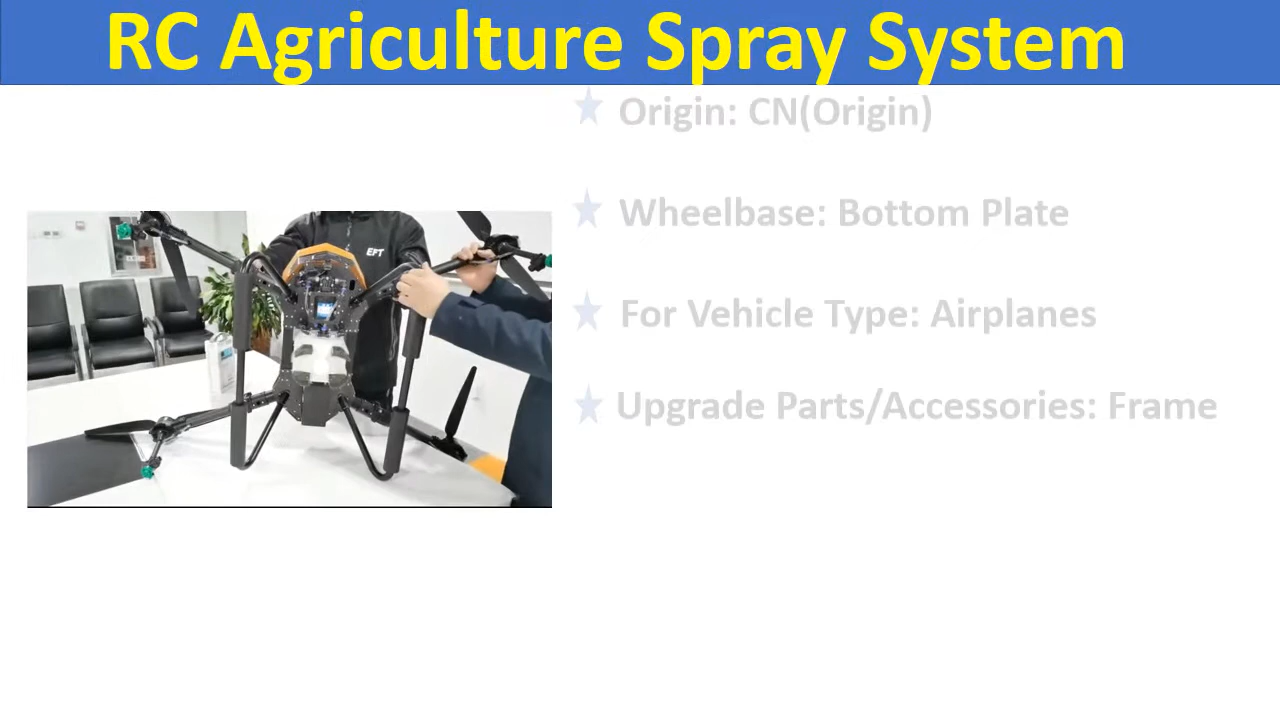 RC Agriculture Spray System
Origin: CN(Origin)
Wheelbase: Bottom Plate
For Vehicle Type: Airplanes
Upgrade Parts/Accessories: Frame
EFT